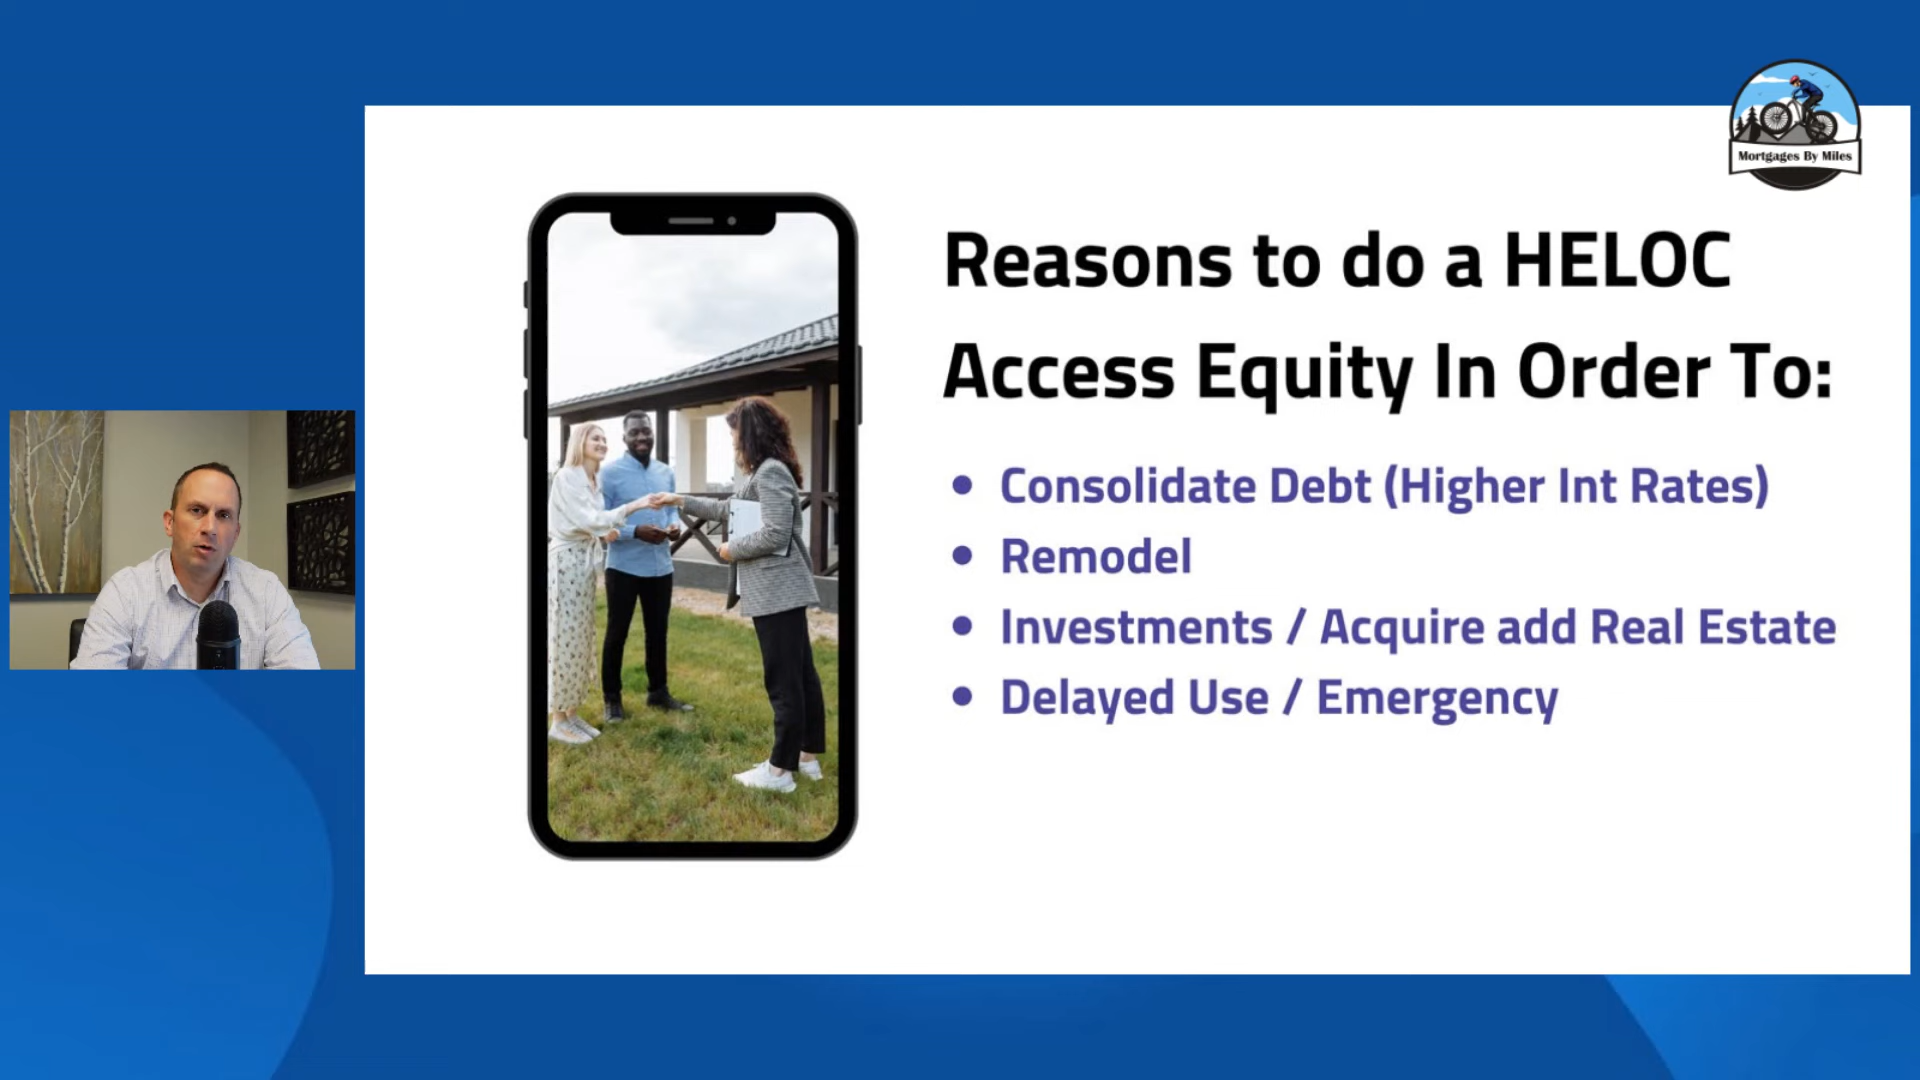 Mortgages By Miles
Reasons to do a HELOC
Access Equity In Order To:
• Consolidate Debt (Higher Int Rates)
• Remodel
• Investments / Acquire add Real Estate
• Delayed Use / Emergency